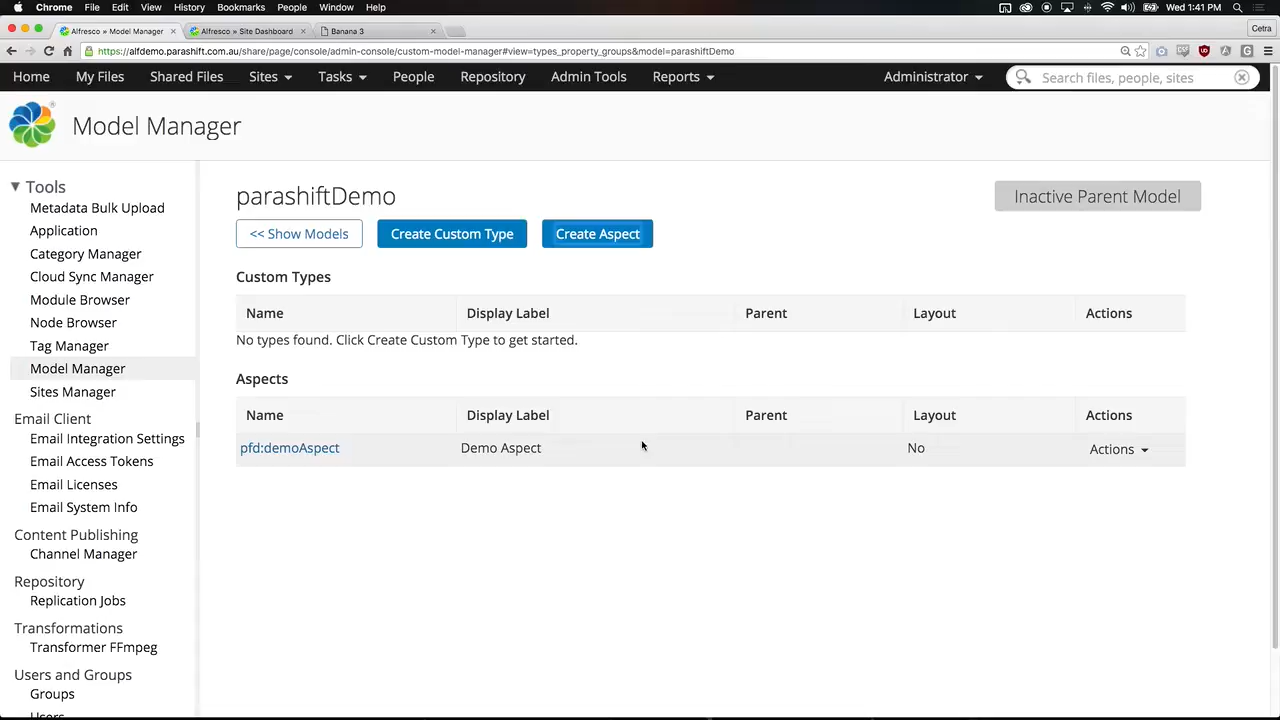 Chrome File Edit View History Bookmarks People Window Help Wed 1:41 PM
Alfresco » Model Manager Alfresco » Site Dashboard Banana 3 Cetra
https://alfdemo.parashift.com.au/share/page/console/admin-console/custom-model-manager#view=types_property_groups&model=parashiftDemo
Home My Files Shared Files Sites Tasks People Repository Admin Tools Reports Administrator Search files, people, sites
Model Manager
Tools
Metadata Bulk Upload
Application
Category Manager
Cloud Sync Manager
Module Browser
Node Browser
Tag Manager
Model Manager
Sites Manager
Email Client
Email Integration Settings
Email Access Tokens
Email Licenses
Email System Info
Content Publishing
Channel Manager
Repository
Replication Jobs
Transformations
Transformer FFmpeg
Users and Groups
Groups
Users
parashiftDemo
Inactive Parent Model
<< Show Models Create Custom Type Create Aspect
Custom Types
Name Display Label Parent Layout Actions
No types found. Click Create Custom Type to get started.
Aspects
Name Display Label Parent Layout Actions
pfd:demoAspect Demo Aspect No Actions